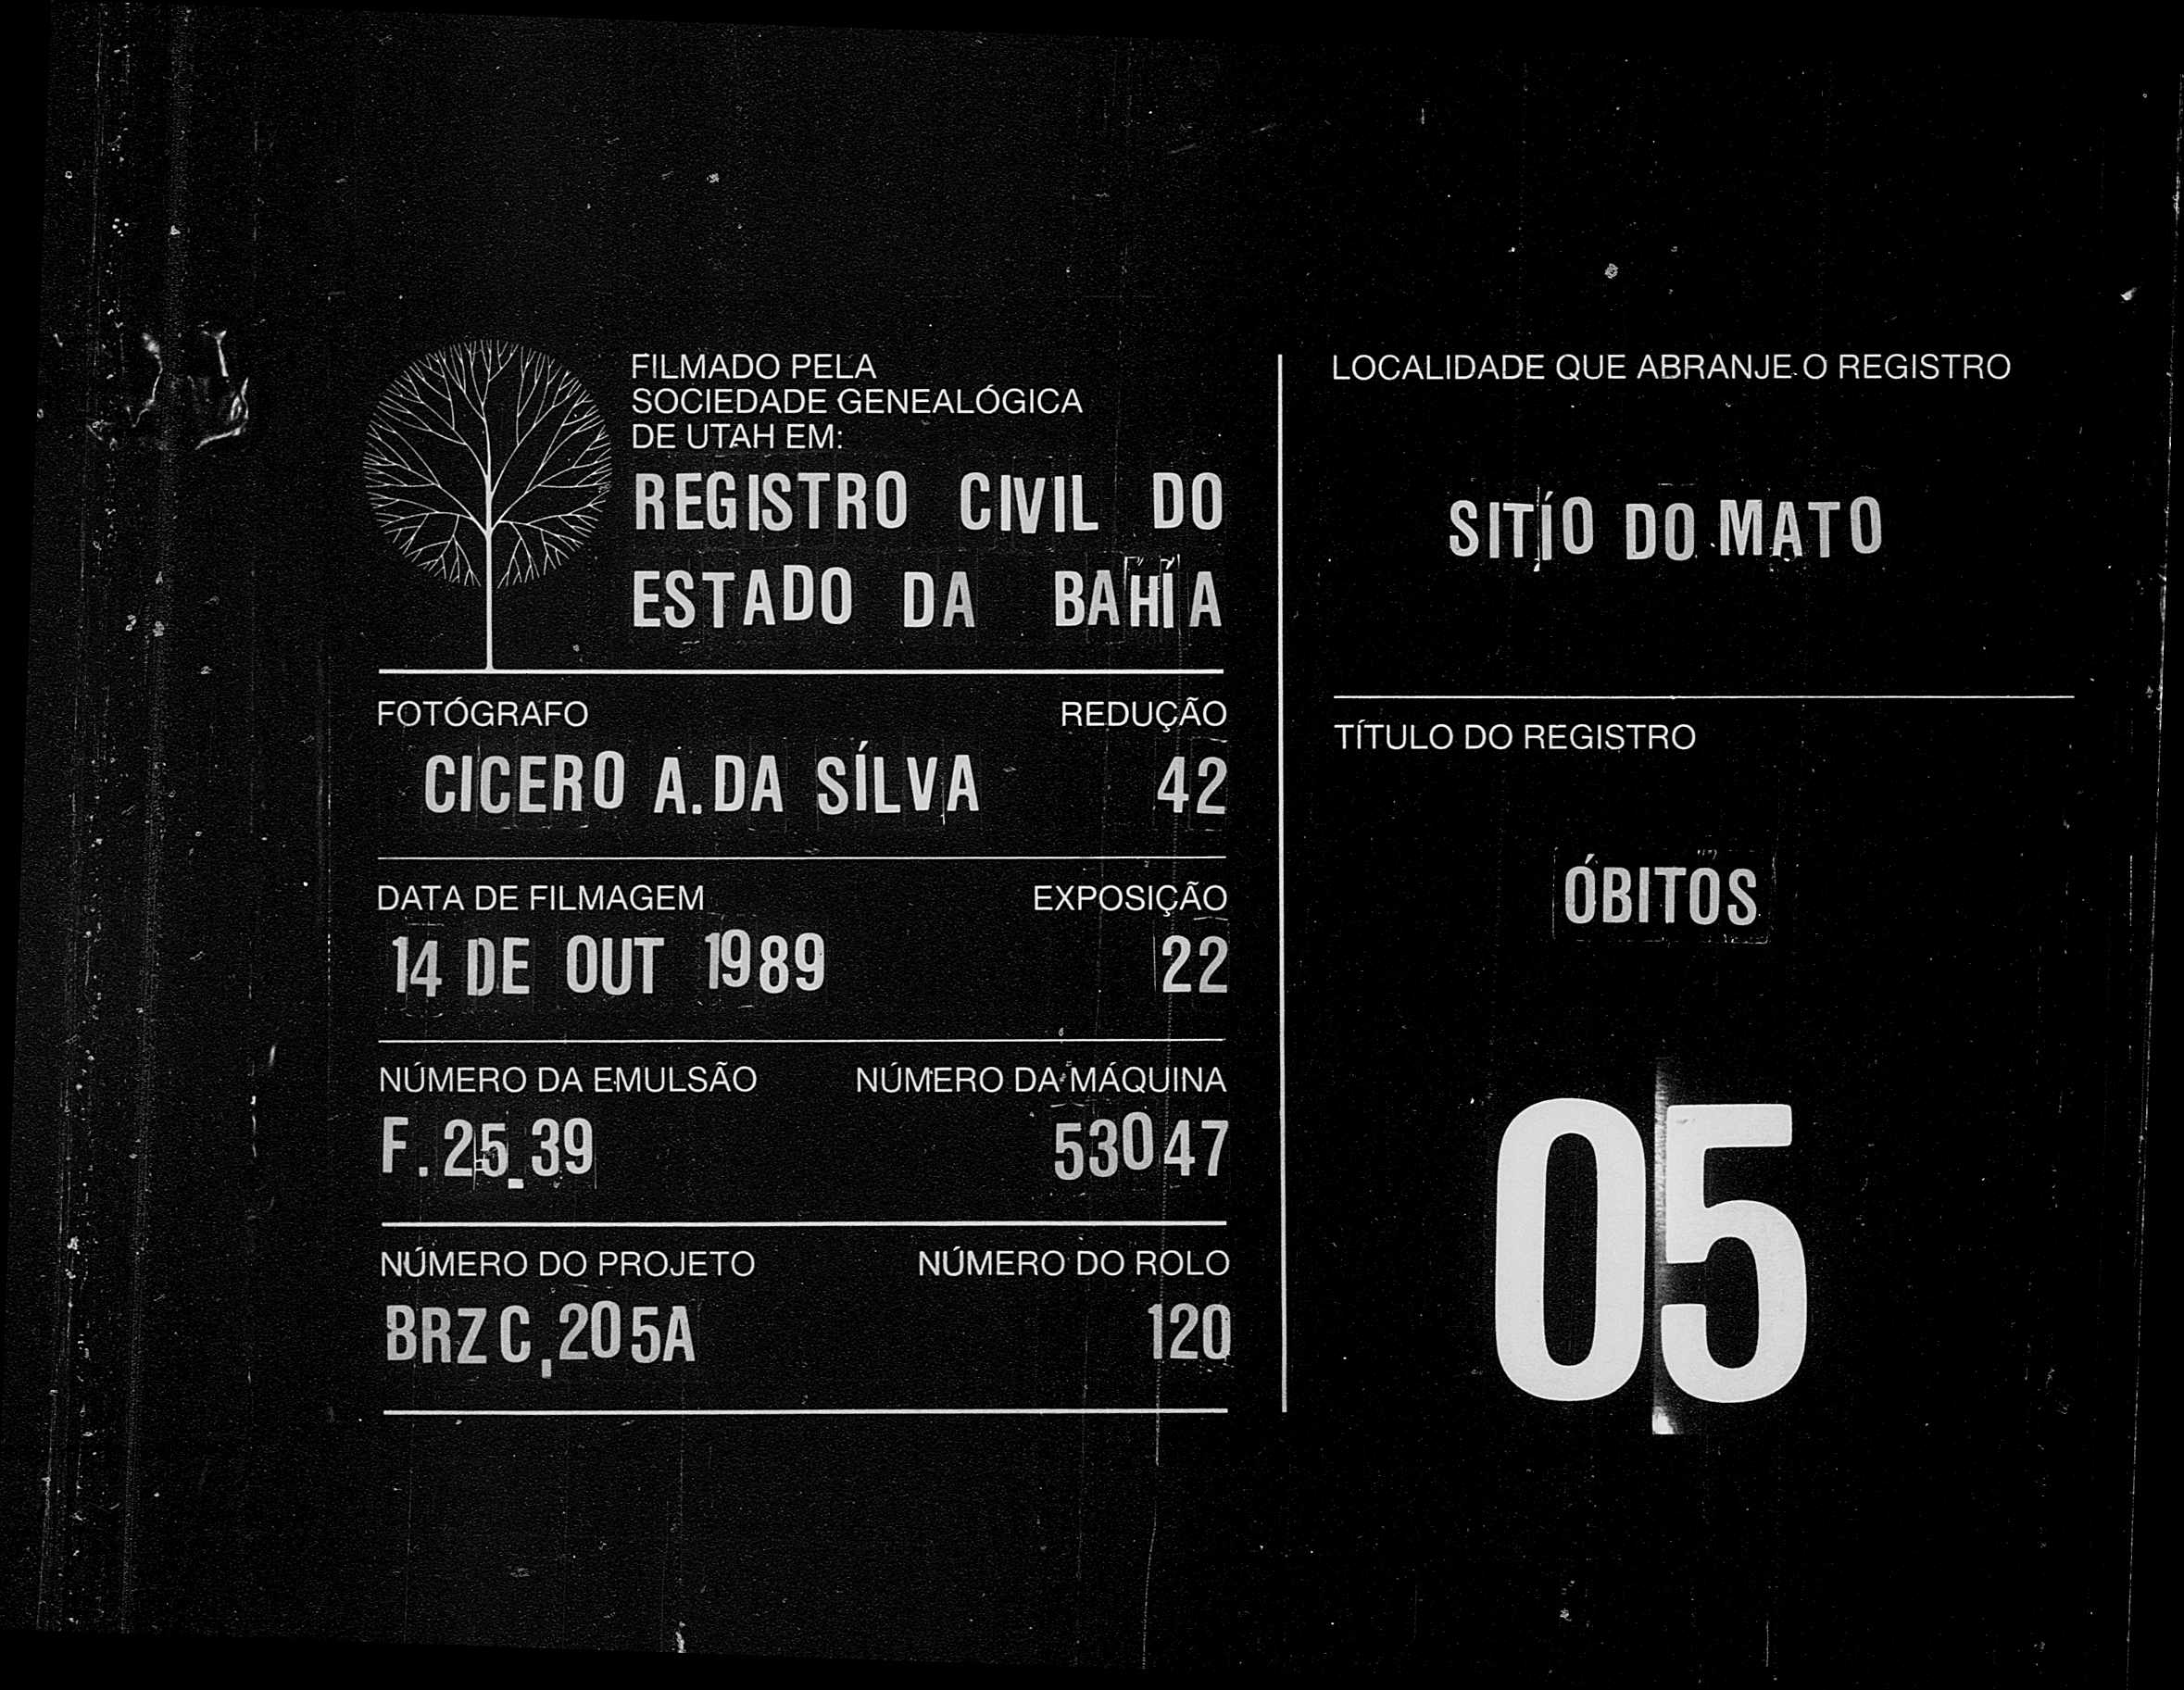 FILMADO PELA
SOCIEDADE GENEALÓGICA
DE UTAH EM:
REGISTRO CIVIL DO
ESTADO DA BAHIA
FOTÓGRAFO REDUÇÃO
CICERO A. DA SÍLVA 42
DATA DE FILMAGEM EXPOSIÇÃO
14 DE OUT 1989 22
NÚMERO DA EMULSÃO NÚMERO DA MÁQUINA
F. 25.39 53047
NÚMERO DO PROJETO NÚMERO DO ROLO
BRZ C,205A 120
LOCALIDADE QUE ABRANJE O REGISTRO
SITÍO DO MATO
TÍTULO DO REGISTRO
ÓBITOS
05